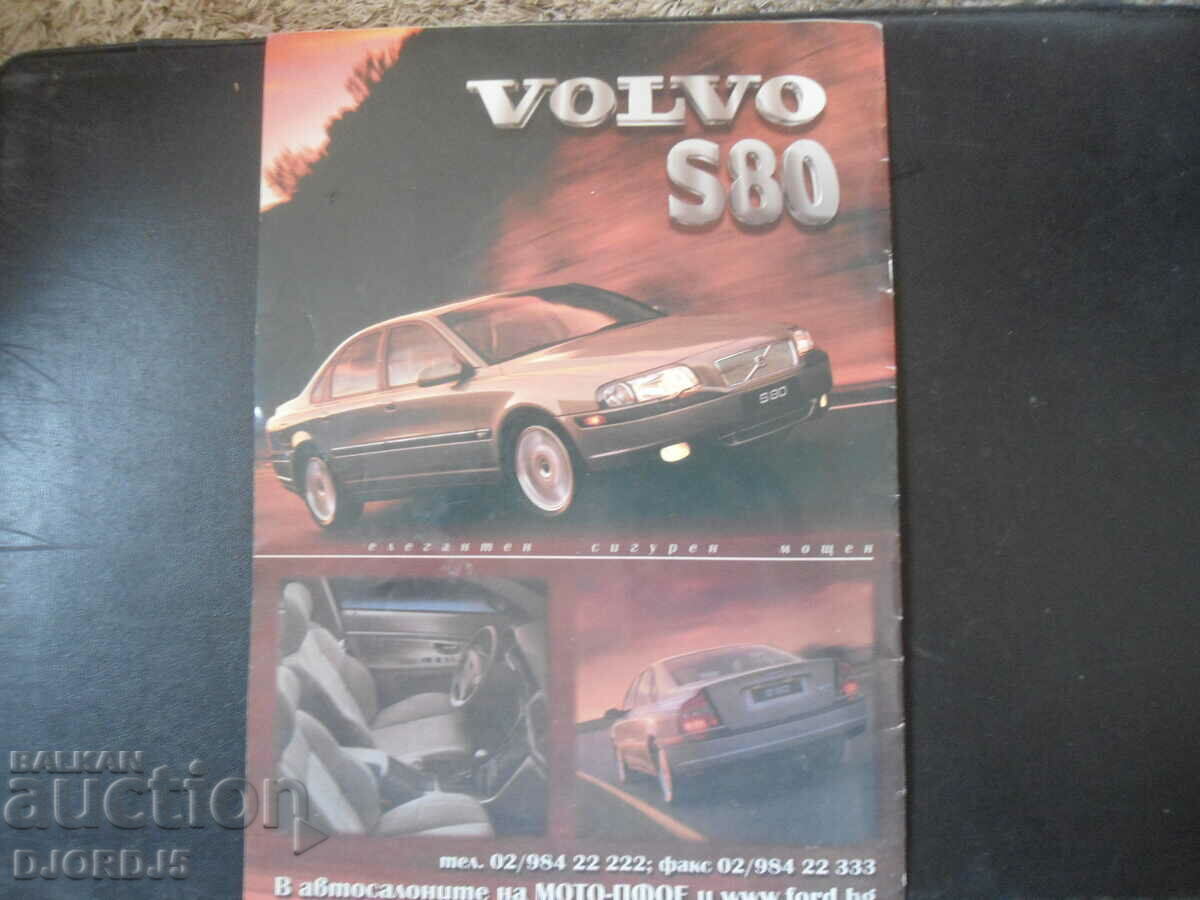 VOLVO
S80
S80
елегантен сигурен мощен
S80
тел. 02/984 22 222; факс 02/984 22 333
В автосалоните на МОТО-ПФОЕ и www.ford.bg
BALKAN
auction
DJORDJ5